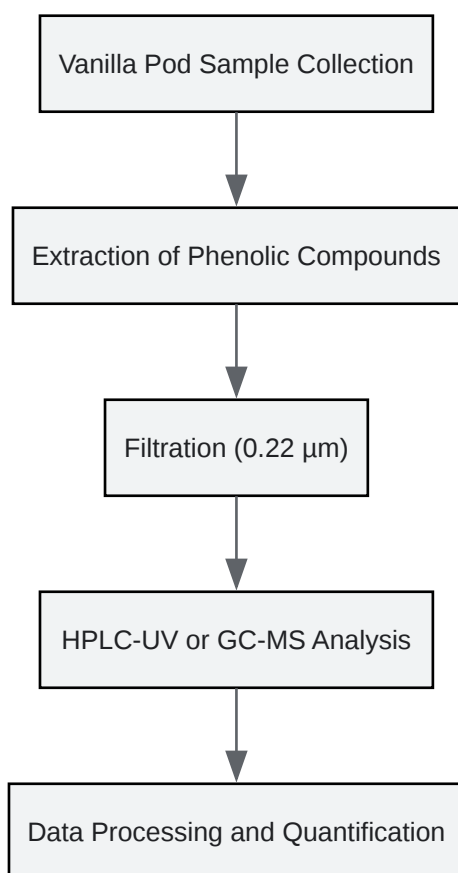 Vanilla Pod Sample Collection
Extraction of Phenolic Compounds
Filtration (0.22 µm)
HPLC-UV or GC-MS Analysis
Data Processing and Quantification